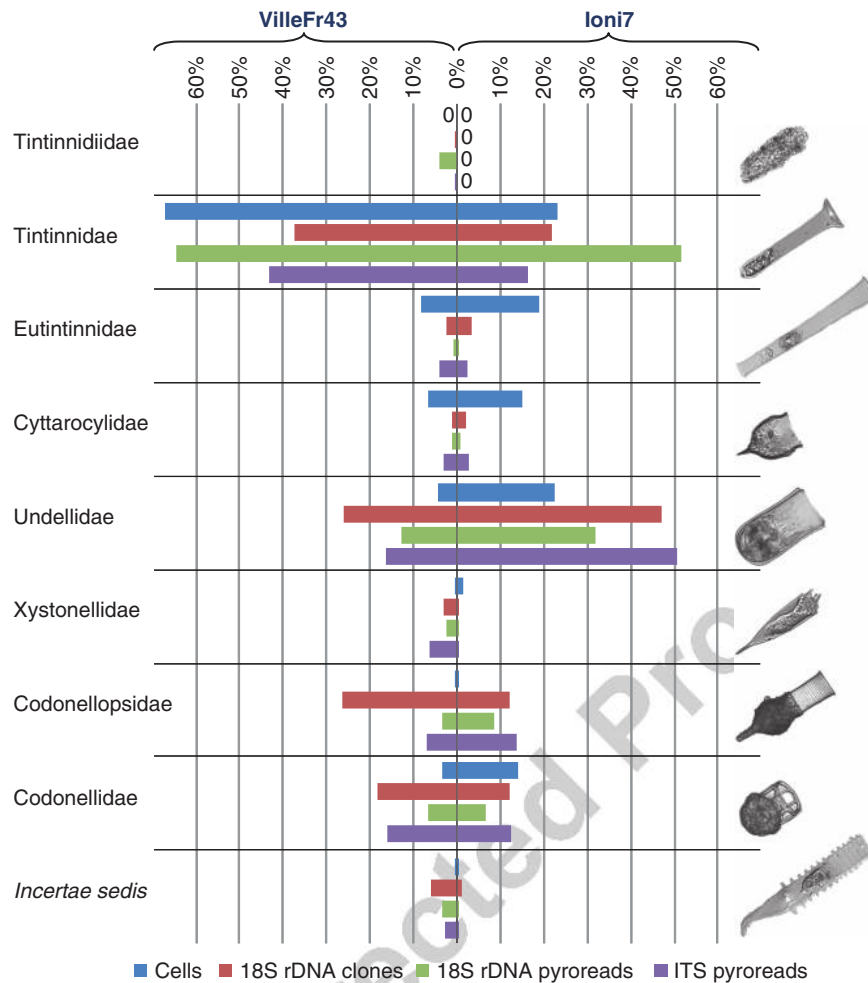 VilleFr43 Ioni7
60% 50% 40% 30% 20% 10% 0% 10% 20% 30% 40% 50% 60%
0 0
Tintinnidiidae 0
0
0
Tintinnidae
Eutintinnidae
Cyttarocylidae
Undellidae
Xystonellidae
Codonellopsidae
Codonellidae
Incertae sedis
Cells 18S rDNA clones 18S rDNA pyroreads ITS pyroreads
ected Pro